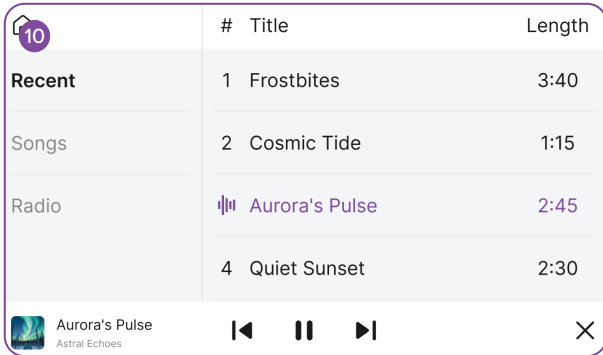 10
# Title Length
Recent
1 Frostbites 3:40
Songs
2 Cosmic Tide 1:15
Radio
Aurora's Pulse 2:45
4 Quiet Sunset 2:30
Aurora's Pulse
Astral Echoes